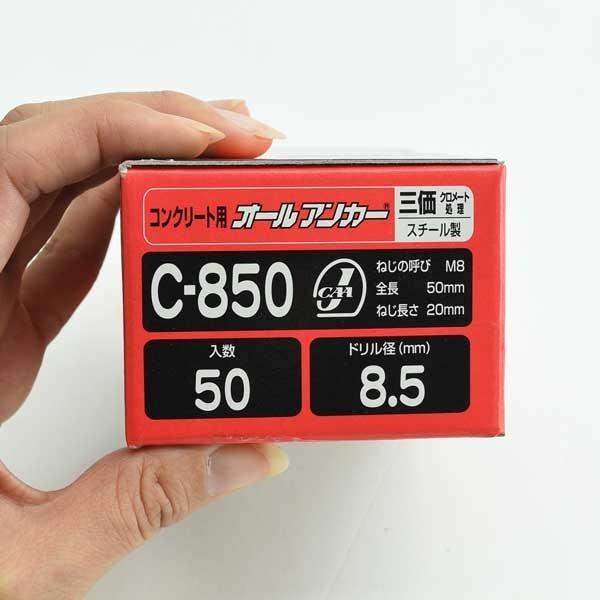 コンクリート用 オールアンカー® 三価 クロメート処理
スチール製
C-850
JCAA
ねじの呼び M8
全長 50mm
ねじ長さ 20mm
入数
50
ドリル径(mm)
8.5